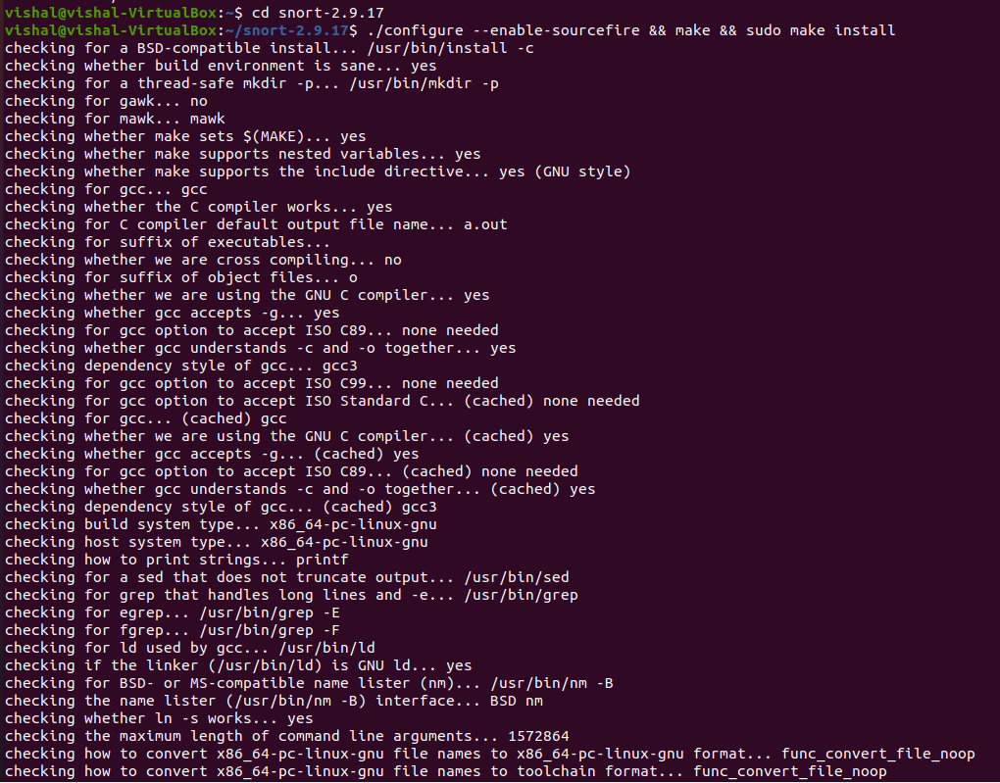 vishal@vishal-VirtualBox:~$ cd snort-2.9.17
vishal@vishal-VirtualBox:~/snort-2.9.17$ ./configure --enable-sourcefire && make && sudo make install
checking for a BSD-compatible install... /usr/bin/install -c
checking whether build environment is sane... yes
checking for a thread-safe mkdir -p... /usr/bin/mkdir -p
checking for gawk... no
checking for mawk... mawk
checking whether make sets $(MAKE)... yes
checking whether make supports nested variables... yes
checking whether make supports the include directive... yes (GNU style)
checking for gcc... gcc
checking whether the C compiler works... yes
checking for C compiler default output file name... a.out
checking for suffix of executables...
checking whether we are cross compiling... no
checking for suffix of object files... o
checking whether we are using the GNU C compiler... yes
checking whether gcc accepts -g... yes
checking for gcc option to accept ISO C89... none needed
checking whether gcc understands -c and -o together... yes
checking dependency style of gcc... gcc3
checking for gcc option to accept ISO C99... none needed
checking for gcc option to accept ISO Standard C... (cached) none needed
checking for gcc... (cached) gcc
checking whether we are using the GNU C compiler... (cached) yes
checking whether gcc accepts -g... (cached) yes
checking for gcc option to accept ISO C89... (cached) none needed
checking whether gcc understands -c and -o together... (cached) yes
checking dependency style of gcc... (cached) gcc3
checking build system type... x86_64-pc-linux-gnu
checking host system type... x86_64-pc-linux-gnu
checking how to print strings... printf
checking for a sed that does not truncate output... /usr/bin/sed
checking for grep that handles long lines and -e... /usr/bin/grep
checking for egrep... /usr/bin/grep -E
checking for fgrep... /usr/bin/grep -F
checking for ld used by gcc... /usr/bin/ld
checking if the linker (/usr/bin/ld) is GNU ld... yes
checking for BSD- or MS-compatible name lister (nm)... /usr/bin/nm -B
checking the name lister (/usr/bin/nm -B) interface... BSD nm
checking whether ln -s works... yes
checking the maximum length of command line arguments... 1572864
checking how to convert x86_64-pc-linux-gnu file names to x86_64-pc-linux-gnu format... func_convert_file_noop
checking how to convert x86_64-pc-linux-gnu file names to toolchain format... func_convert_file_noop